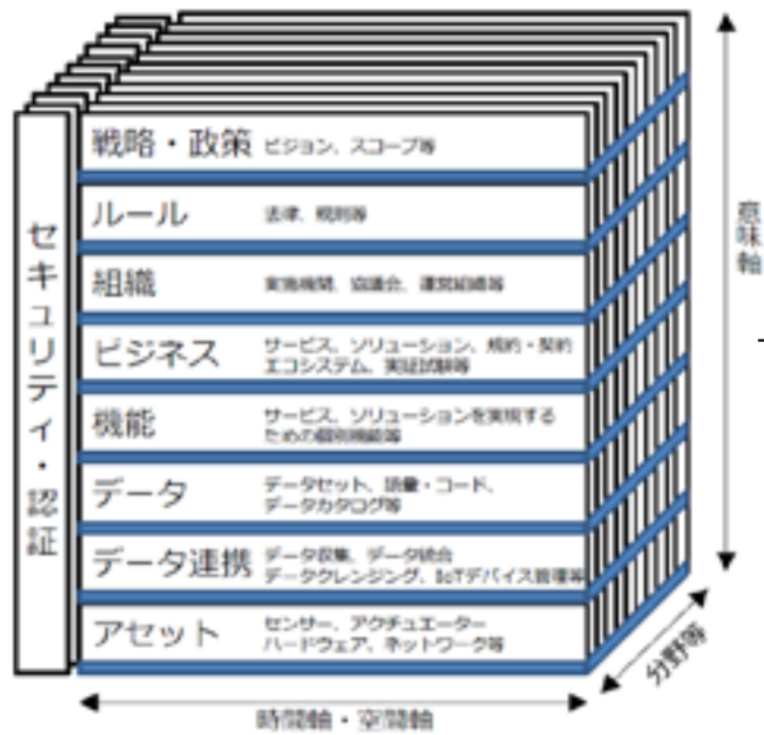 セキュリティ・認証
戦略・政策 ビジョン、スコープ等
ルール 法律、規則等
組織 実施機関、協議会、運営組織等
ビジネス サービス、ソリューション、規約・契約
エコシステム、実証試験等
機能 サービス、ソリューションを実現する
ための個別機能等
データ データセット、語彙・コード、
データカタログ等
データ連携 データ収集、データ統合
データクレンジング、IoTデバイス管理等
アセット センサー、アクチュエーター
ハードウェア、ネットワーク等
意味軸
分野等
時間軸・空間軸